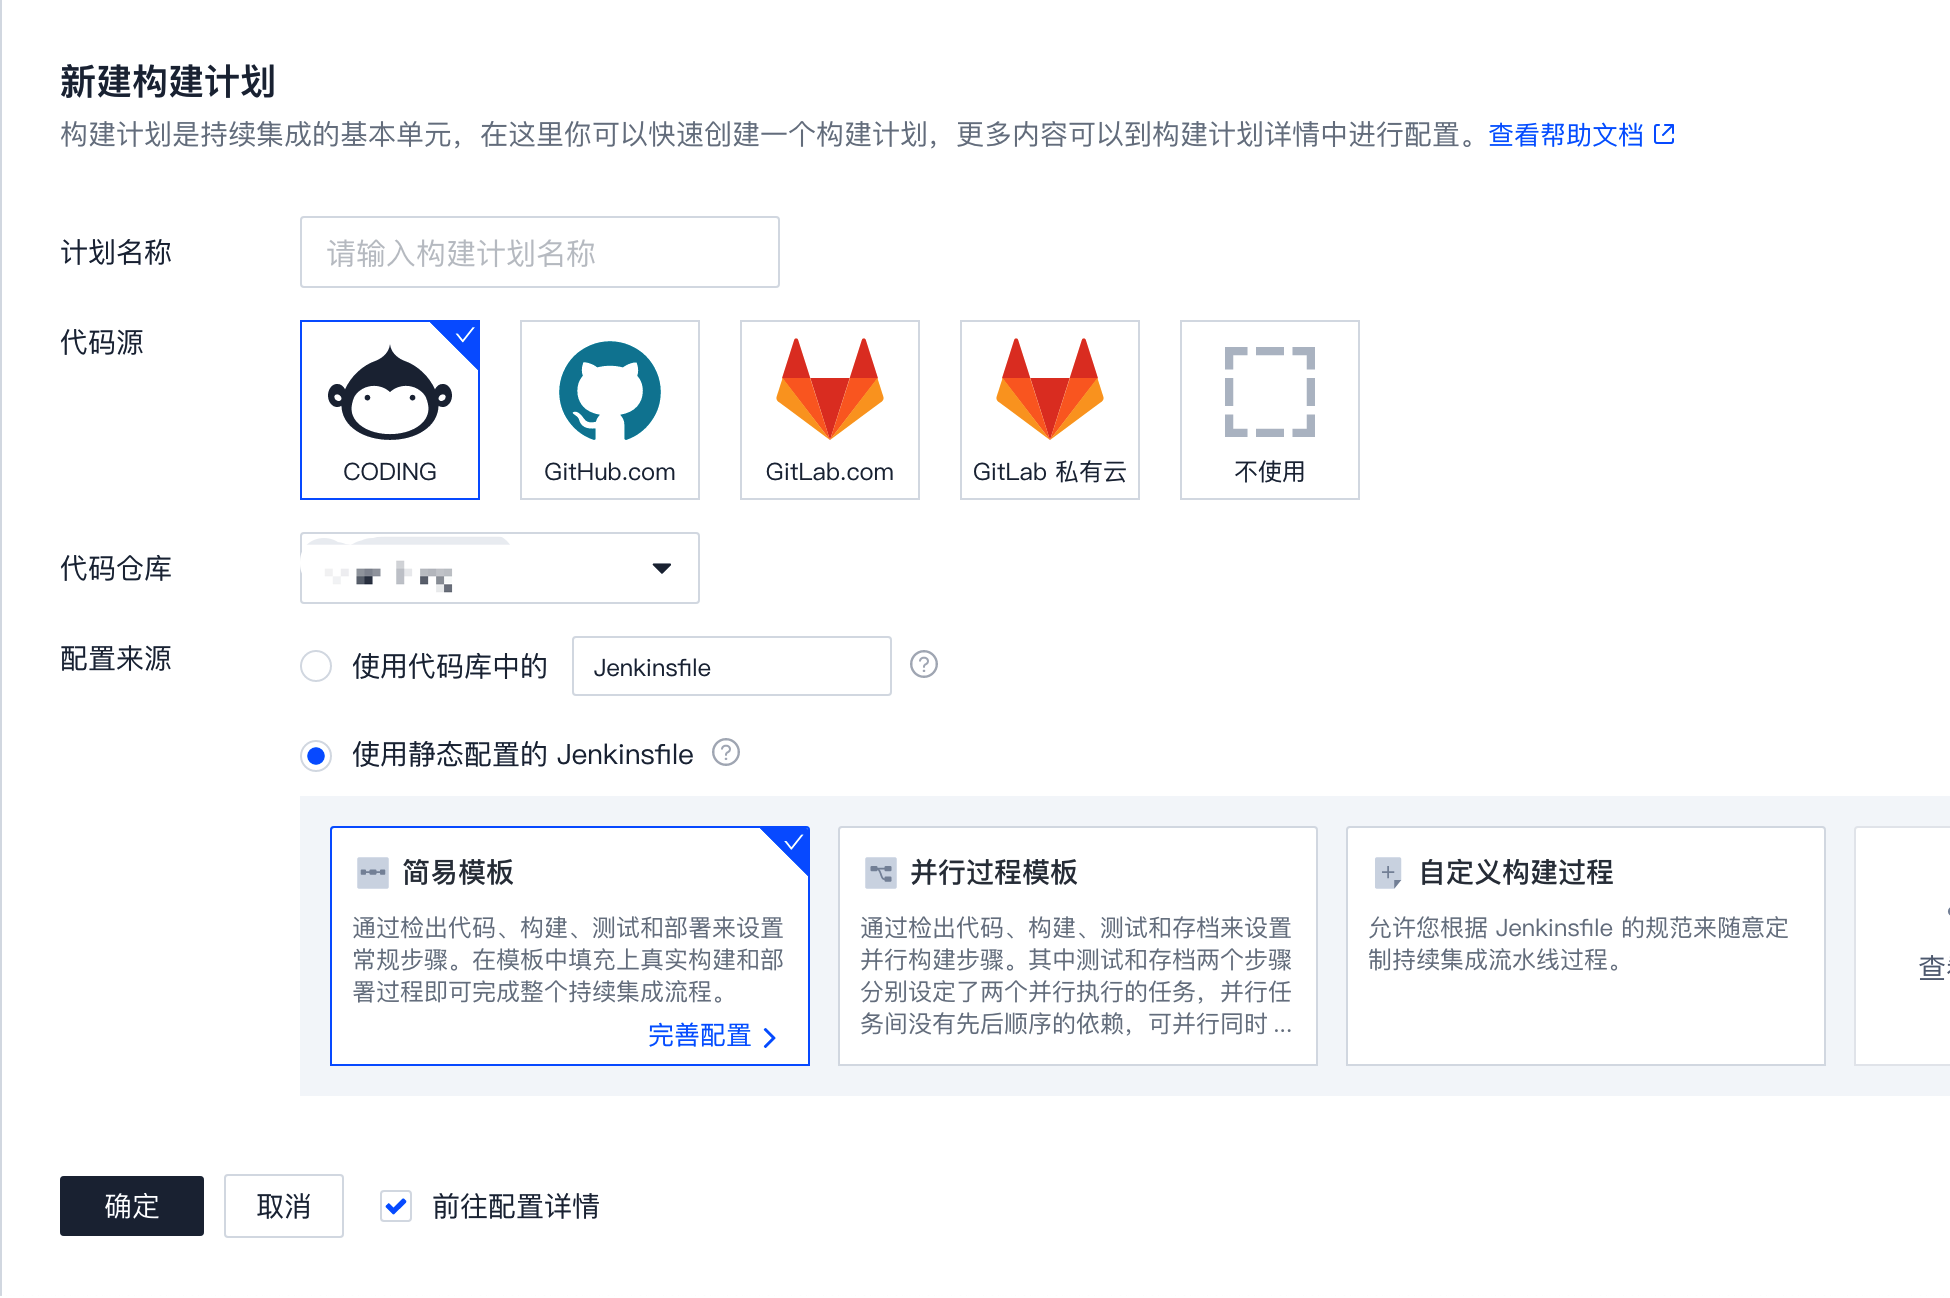 新建构建计划
构建计划是持续集成的基本单元，在这里你可以快速创建一个构建计划，更多内容可以到构建计划详情中进行配置。查看帮助文档
计划名称
请输入构建计划名称
代码源
CODING
GitHub.com
GitLab.com
GitLab 私有云
不使用
代码仓库
配置来源
使用代码库中的
Jenkinsfile
?
使用静态配置的 Jenkinsfile
?
简易模板
通过检出代码、构建、测试和部署来设置
常规步骤。在模板中填充上真实构建和部
署过程即可完成整个持续集成流程。
完善配置
并行过程模板
通过检出代码、构建、测试和存档来设置
并行构建步骤。其中测试和存档两个步骤
分别设定了两个并行执行的任务，并行任
务间没有先后顺序的依赖，可并行同时 ...
自定义构建过程
允许您根据 Jenkinsfile 的规范来随意定
制持续集成流水线过程。
查
确定
取消
前往配置详情